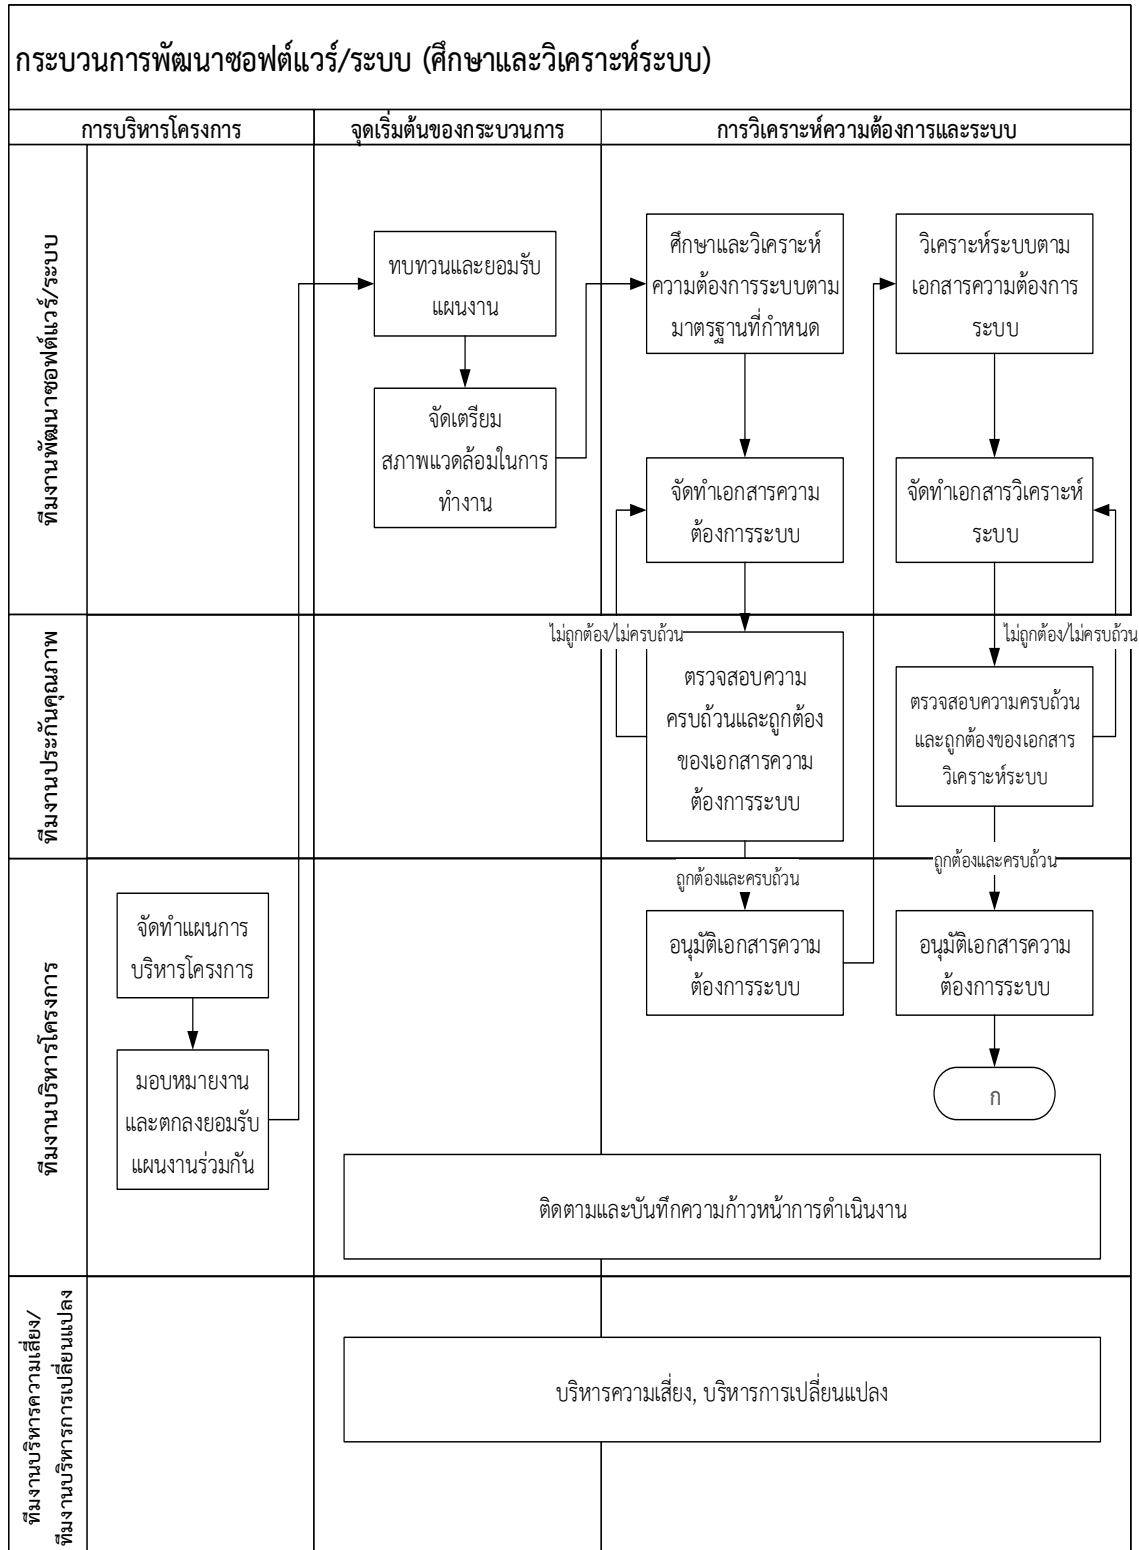 กระบวนการพัฒนาซอฟต์แวร์/ระบบ (ศึกษาและวิเคราะห์ระบบ)
การบริหารโครงการ
จุดเริ่มต้นของกระบวนการ
การวิเคราะห์ความต้องการและระบบ
ทีมงานพัฒนาซอฟต์แวร์/ระบบ
ทบทวนและยอมรับ
แผนงาน
จัดเตรียม
สภาพแวดล้อมในการ
ทำงาน
ศึกษาและวิเคราะห์
ความต้องการระบบตาม
มาตรฐานที่กำหนด
จัดทำเอกสารความ
ต้องการระบบ
วิเคราะห์ระบบตาม
เอกสารความต้องการ
ระบบ
จัดทำเอกสารวิเคราะห์
ระบบ
ทีมงานประกันคุณภาพ
ไม่ถูกต้อง/ไม่ครบถ้วน
ตรวจสอบความ
ครบถ้วนและถูกต้อง
ของเอกสารความ
ต้องการระบบ
ไม่ถูกต้อง/ไม่ครบถ้วน
ตรวจสอบความครบถ้วน
และถูกต้องของเอกสาร
วิเคราะห์ระบบ
ถูกต้องและครบถ้วน
ถูกต้องและครบถ้วน
ทีมงานบริหารโครงการ
จัดทำแผนการ
บริหารโครงการ
มอบหมายงาน
และตกลงยอมรับ
แผนงานร่วมกัน
อนุมัติเอกสารความ
ต้องการระบบ
อนุมัติเอกสารความ
ต้องการระบบ
ก
ติดตามและบันทึกความก้าวหน้าการดำเนินงาน
ทีมงานบริหารความเสี่ยง/
ทีมงานบริหารการเปลี่ยนแปลง
บริหารความเสี่ยง, บริหารการเปลี่ยนแปลง